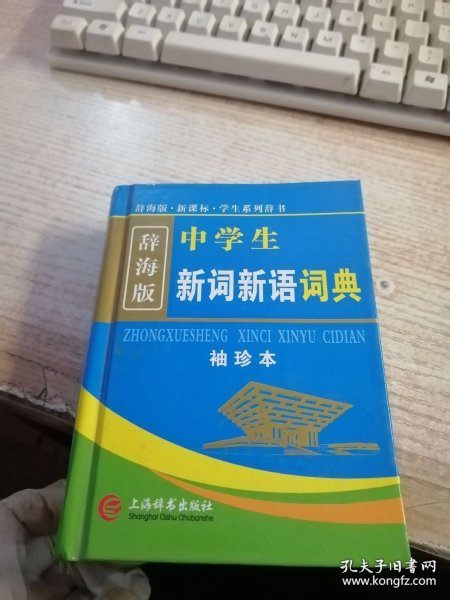 辞海版·新课标·学生系列辞书
辞海版
中学生
新词新语词典
ZHONGXUESHENG XINCI XINYU CIDIAN
袖珍本
上海辞书出版社
Shanghai Cishu Chubanshe
孔夫子旧书网
www.kongfz.com